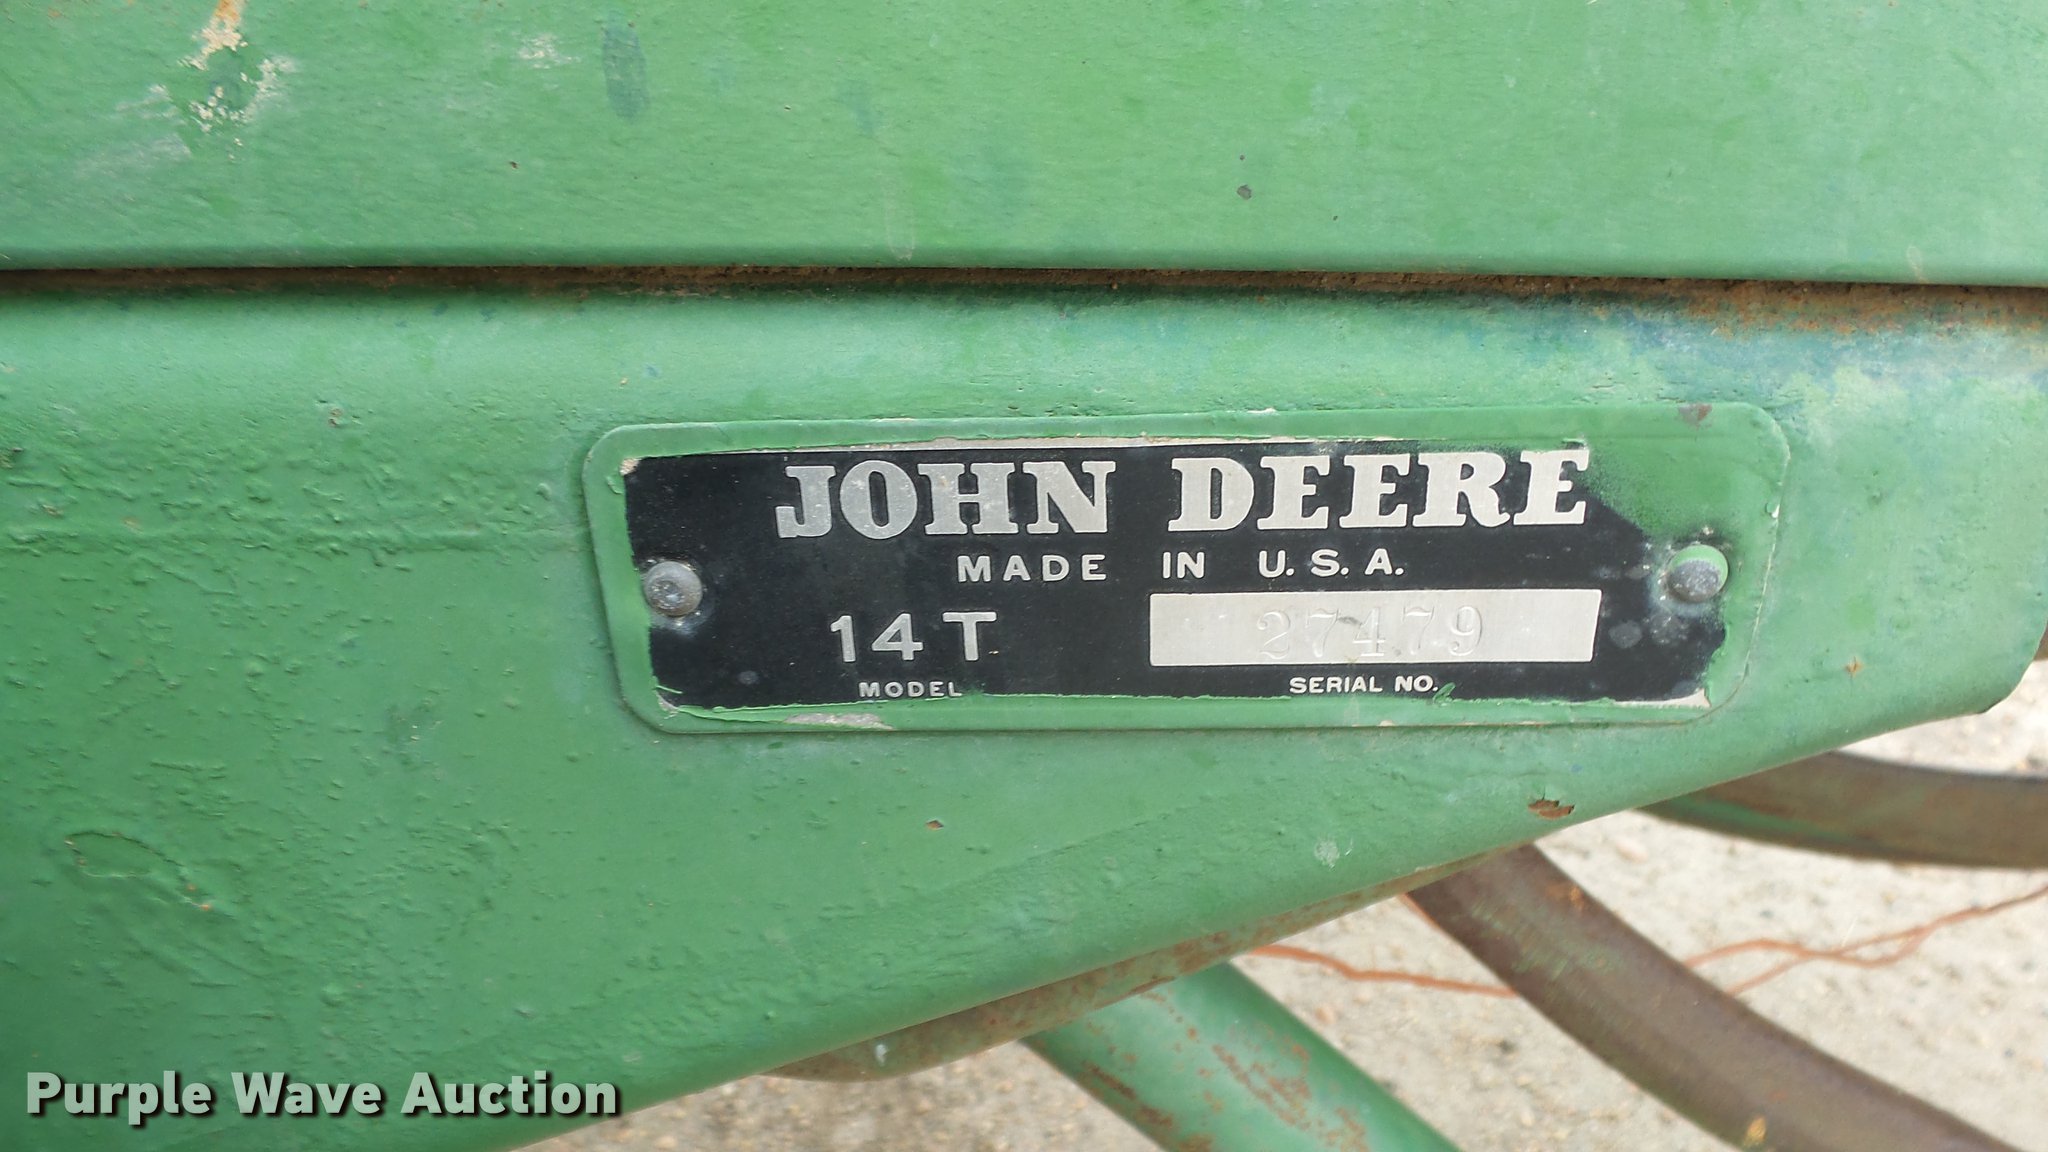 JOHN DEERE
MADE IN U.S.A.
14T 27479
MODEL SERIAL NO.
Purple Wave Auction